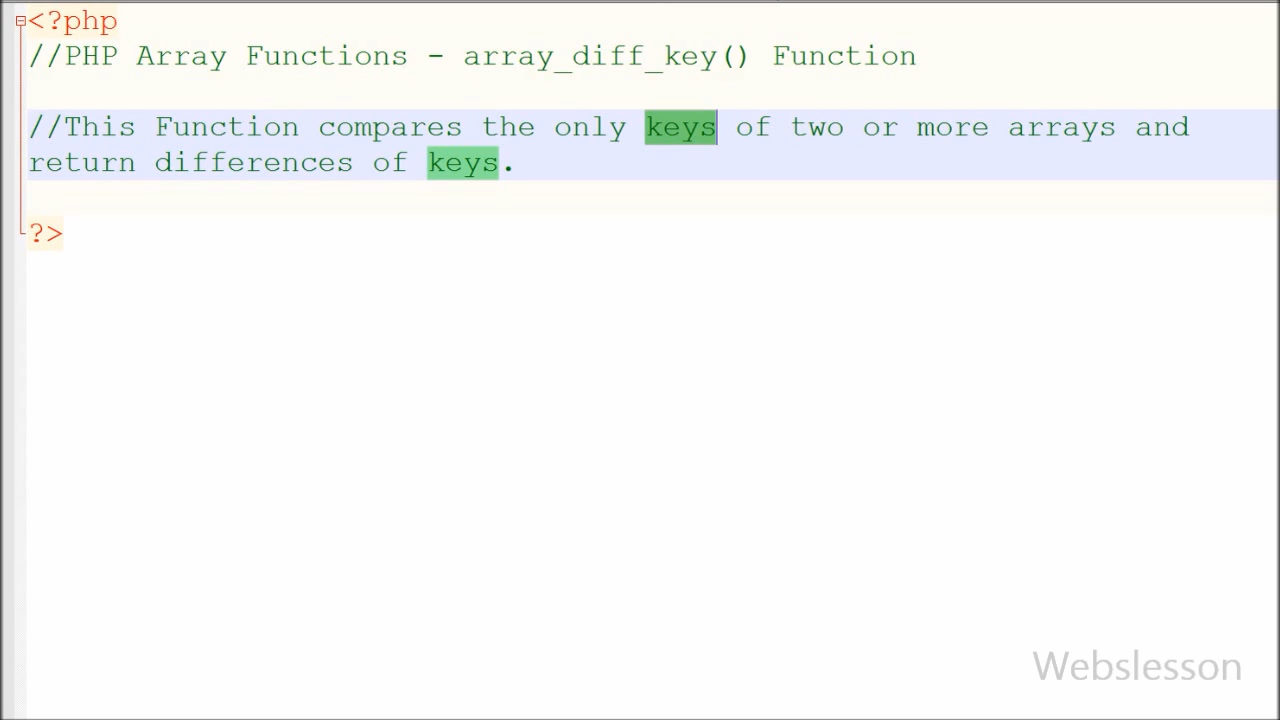 <?php
//PHP Array Functions - array_diff_key() Function
//This Function compares the only keys of two or more arrays and
return differences of keys.
?>
Webslesson